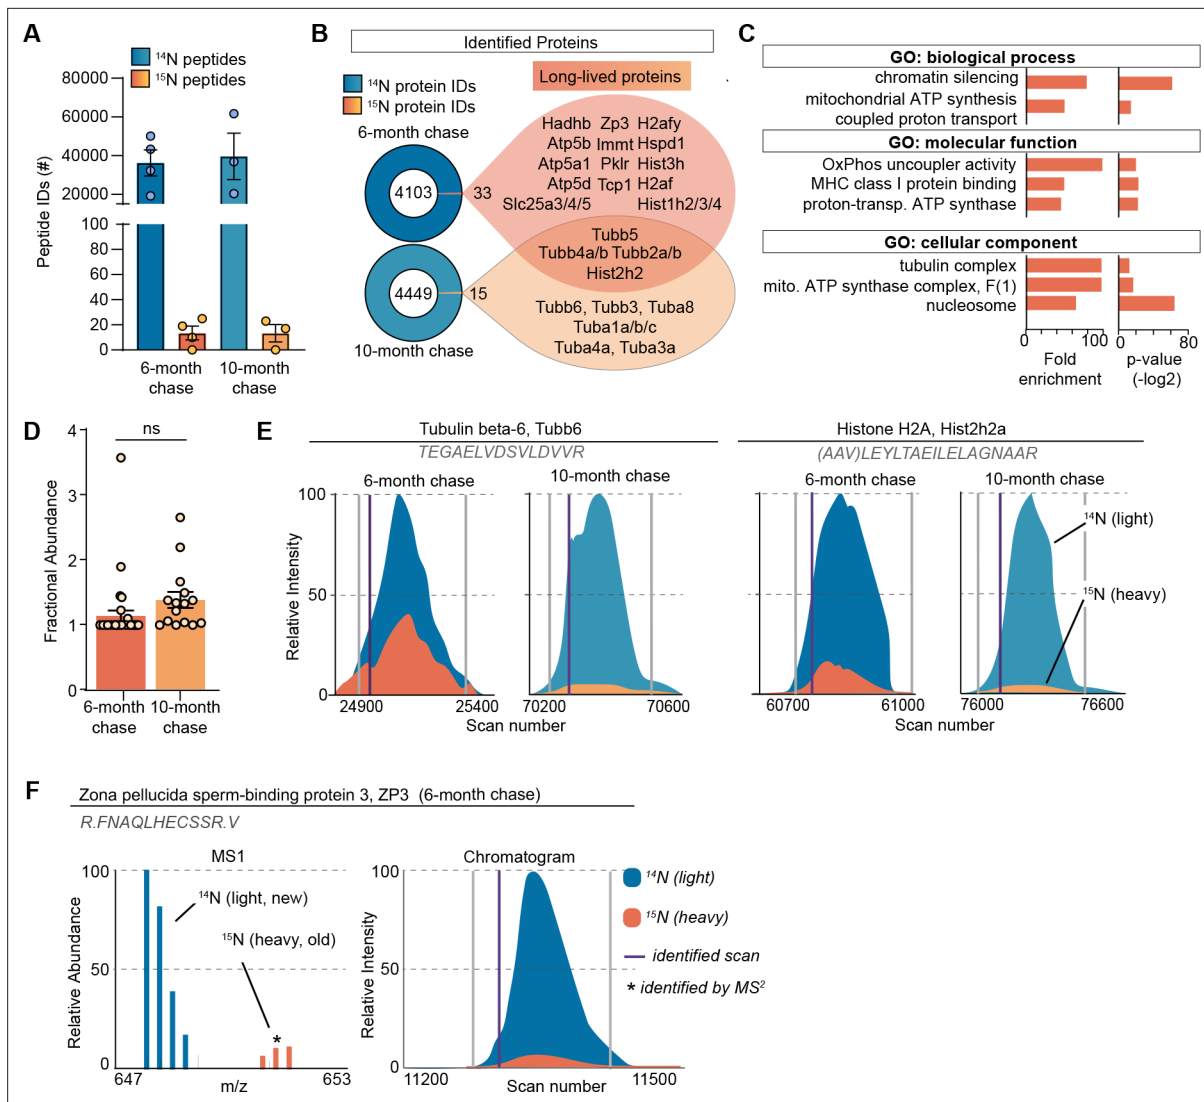 A
¹⁴N peptides
¹⁵N peptides
Peptide IDs (#)
80000
60000
40000
20000
100
80
60
40
20
0
6-month
chase
10-month
chase
B
Identified Proteins
¹⁴N protein IDs
¹⁵N protein IDs
Long-lived proteins
6-month chase
4103
33
Hadhb Zp3 H2afy
Atp5b Immt Hspd1
Atp5a1 Pklr Hist3h
Atp5d Tcp1 H2af
Slc25a3/4/5 Hist1h2/3/4
Tubb5
Tubb4a/b Tubb2a/b
Hist2h2
4449
15
Tubb6, Tubb3, Tuba8
Tuba1a/b/c
Tuba4a, Tuba3a
10-month chase
C
GO: biological process
chromatin silencing
mitochondrial ATP synthesis
coupled proton transport
GO: molecular function
OxPhos uncoupler activity
MHC class I protein binding
proton-transp. ATP synthase
GO: cellular component
tubulin complex
mito. ATP synthase complex, F(1)
nucleosome
0 100 0 80
Fold
enrichment
p-value
(-log2)
D
ns
Fractional Abundance
4
3
2
1
0
6-month
chase
10-month
chase
E
Tubulin beta-6, Tubb6
TEGAELVDSVLDVVR
6-month chase
10-month chase
Relative Intensity
100
50
0
24900 25400
70200 70600
Scan number
Histone H2A, Hist2h2a
(AAV)LEYLTAEILELAGNAAR
6-month chase
10-month chase
¹⁴N (light)
¹⁵N (heavy)
60700 61000
76000 76600
Scan number
F
Zona pellucida sperm-binding protein 3, ZP3 (6-month chase)
R.FNAQLHECSSR.V
MS1
Relative Abundance
100
50
0
¹⁴N (light, new)
¹⁵N (heavy, old)
*
647 653
m/z
Chromatogram
Relative Intensity
100
50
0
11200 11500
Scan number
¹⁴N (light)
¹⁵N (heavy)
identified scan
* identified by MS²